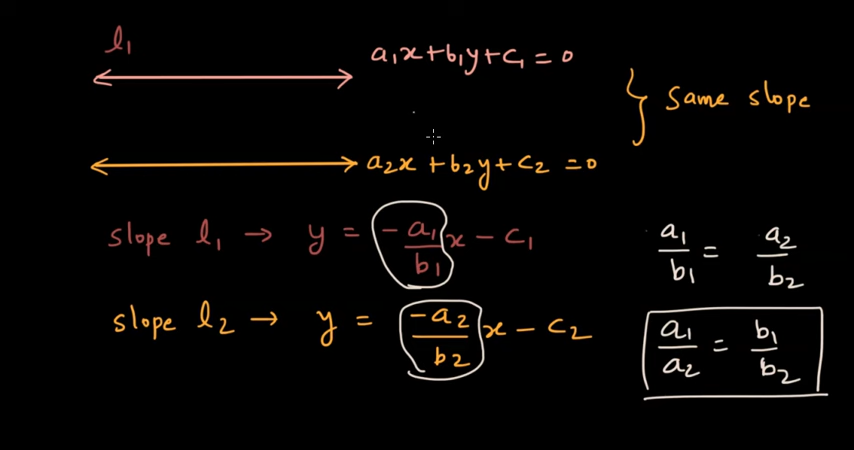 l₁
a₁x+b₁y+c₁=0
same slope
a₂x+b₂y+c₂=0
slope l₁ → y = -a₁/b₁ x - c₁
a₁/b₁ = a₂/b₂
slope l₂ → y = -a₂/b₂ x - c₂
a₁/a₂ = b₁/b₂